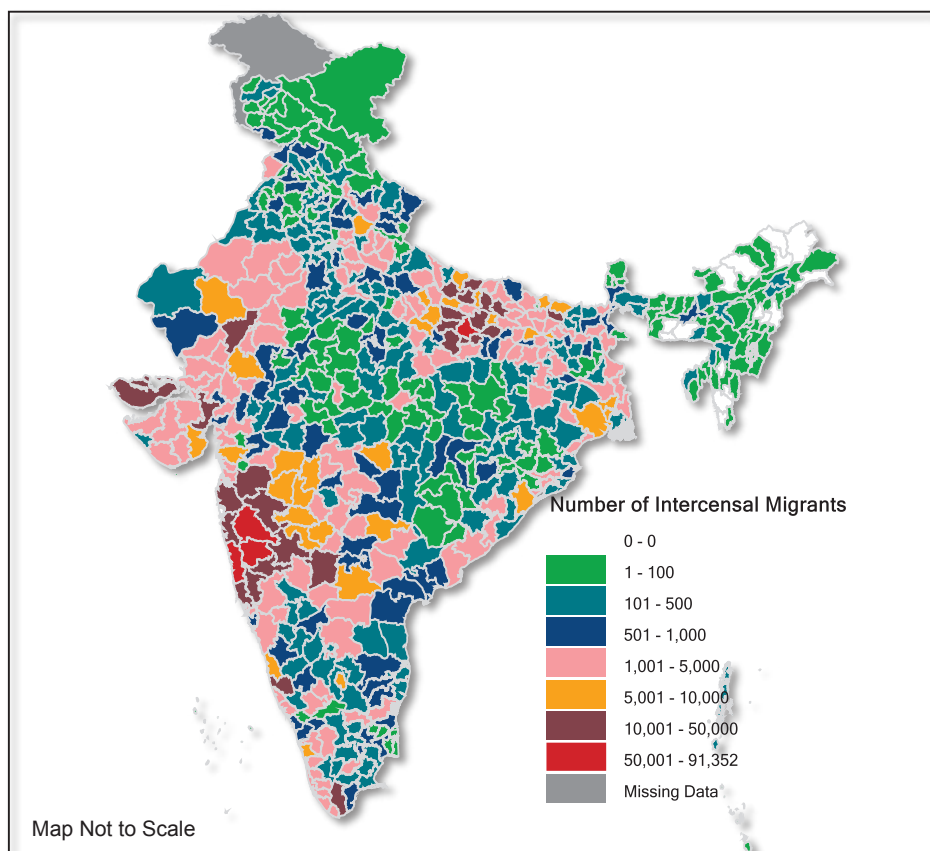 Number of Intercensal Migrants
0 - 0
1 - 100
101 - 500
501 - 1,000
1,001 - 5,000
5,001 - 10,000
10,001 - 50,000
50,001 - 91,352
Missing Data
Map Not to Scale